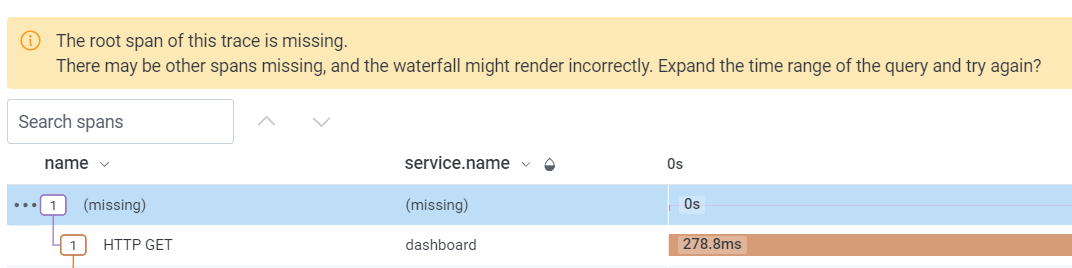 The root span of this trace is missing.
There may be other spans missing, and the waterfall might render incorrectly. Expand the time range of the query and try again?
Search spans
name service.name 0s
1 (missing) (missing) 0s
1 HTTP GET dashboard 278.8ms